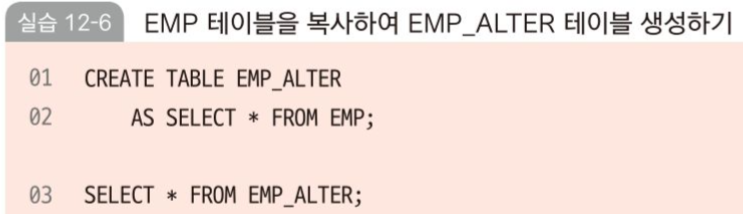 실습 12-6 EMP 테이블을 복사하여 EMP_ALTER 테이블 생성하기
01 CREATE TABLE EMP_ALTER
02 AS SELECT * FROM EMP;
03 SELECT * FROM EMP_ALTER;